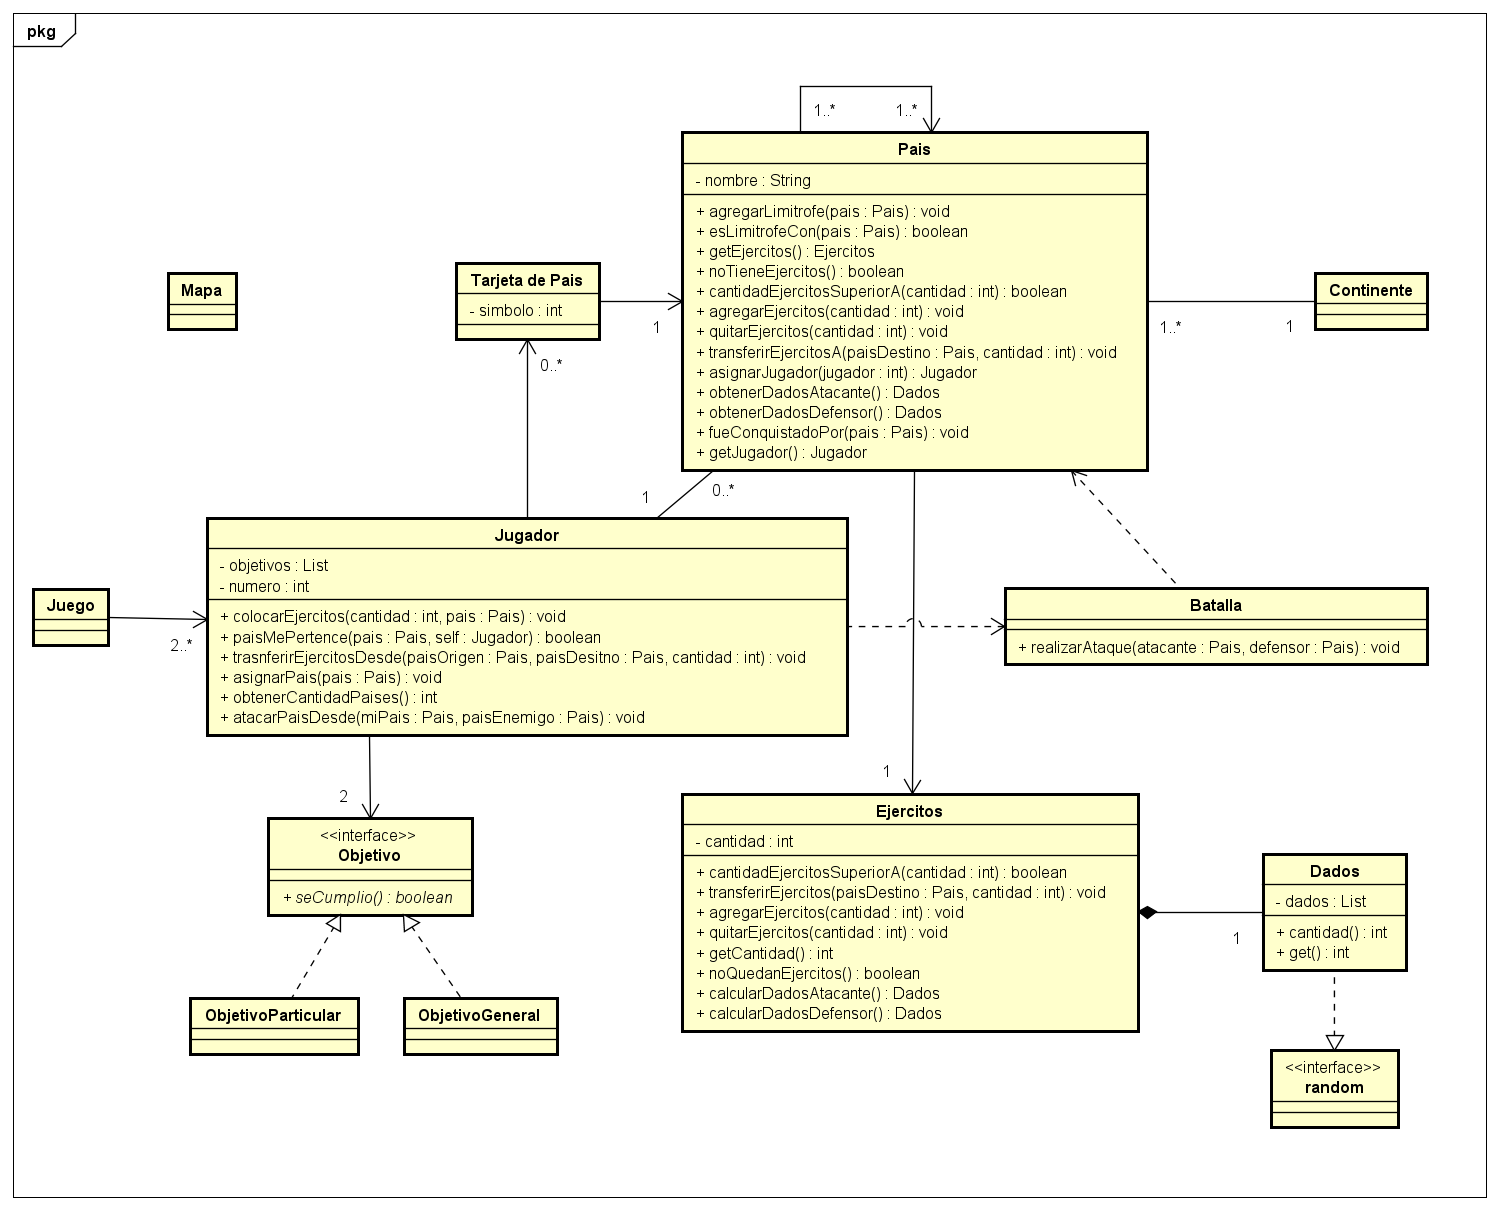 pkg
1..*
1..*
Pais
- nombre : String
+ agregarLimitrofe(pais : Pais) : void
+ esLimitrofeCon(pais : Pais) : boolean
+ getEjercitos() : Ejercitos
+ noTieneEjercitos() : boolean
+ cantidadEjercitosSuperiorA(cantidad : int) : boolean
+ agregarEjercitos(cantidad : int) : void
+ quitarEjercitos(cantidad : int) : void
+ transferirEjercitosA(paisDestino : Pais, cantidad : int) : void
+ asignarJugador(jugador : int) : Jugador
+ obtenerDadosAtacante() : Dados
+ obtenerDadosDefensor() : Dados
+ fueConquistadoPor(pais : Pais) : void
+ getJugador() : Jugador
Mapa
Tarjeta de Pais
- simbolo : int
1
0..*
Continente
1..*
1
1
0..*
Jugador
- objetivos : List
- numero : int
+ colocarEjercitos(cantidad : int, pais : Pais) : void
+ paisMePertence(pais : Pais, self : Jugador) : boolean
+ trasnferirEjercitosDesde(paisOrigen : Pais, paisDesitno : Pais, cantidad : int) : void
+ asignarPais(pais : Pais) : void
+ obtenerCantidadPaises() : int
+ atacarPaisDesde(miPais : Pais, paisEnemigo : Pais) : void
Juego
2..*
Batalla
+ realizarAtaque(atacante : Pais, defensor : Pais) : void
1
2
<<interface>>
Objetivo
+ seCumplio() : boolean
ObjetivoParticular
ObjetivoGeneral
Ejercitos
- cantidad : int
+ cantidadEjercitosSuperiorA(cantidad : int) : boolean
+ transferirEjercitos(paisDestino : Pais, cantidad : int) : void
+ agregarEjercitos(cantidad : int) : void
+ quitarEjercitos(cantidad : int) : void
+ getCantidad() : int
+ noQuedanEjercitos() : boolean
+ calcularDadosAtacante() : Dados
+ calcularDadosDefensor() : Dados
1
Dados
- dados : List
+ cantidad() : int
+ get() : int
<<interface>>
random